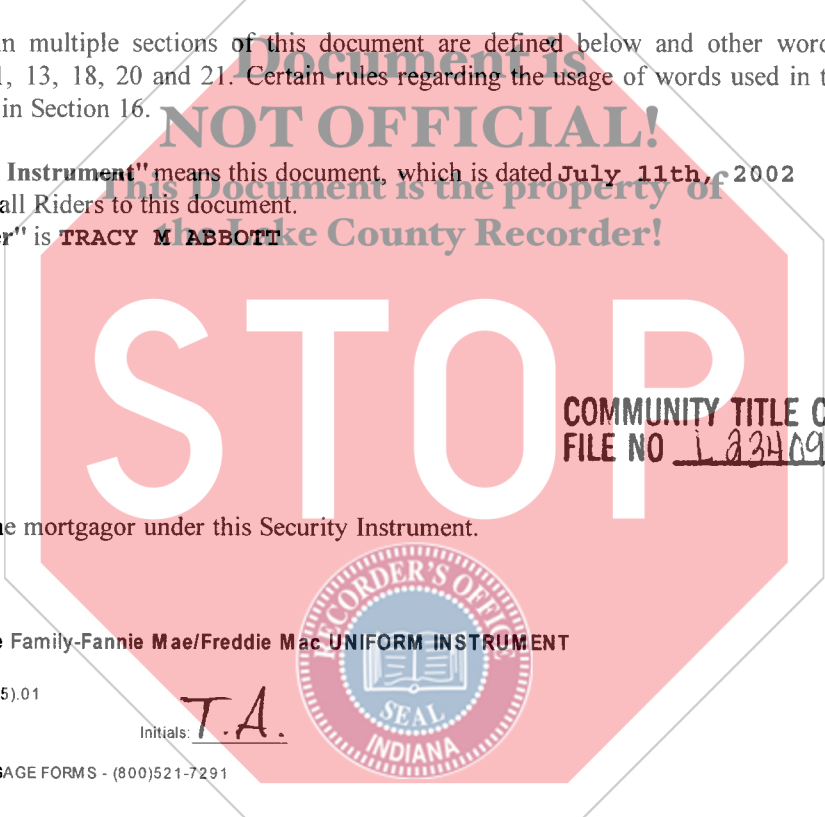 n multiple sections of this document are defined below and other wor
1, 13, 18, 20 and 21. Certain rules regarding the usage of words used in t
in Section 16.
Document is
NOT OFFICIAL!
This Document is the property of
the Lake County Recorder!
Instrument" means this document, which is dated July 11th, 2002
all Riders to this document.
r" is TRACY M ABBOTT
STOP
COMMUNITY TITLE C
FILE NO L 23409
e mortgagor under this Security Instrument.
RECORDER'S OFFICE
SEAL
INDIANA
Family-Fannie Mae/Freddie Mac UNIFORM INSTRUMENT
5).01
Initials: T.A.
GAGE FORMS - (800)521-7291